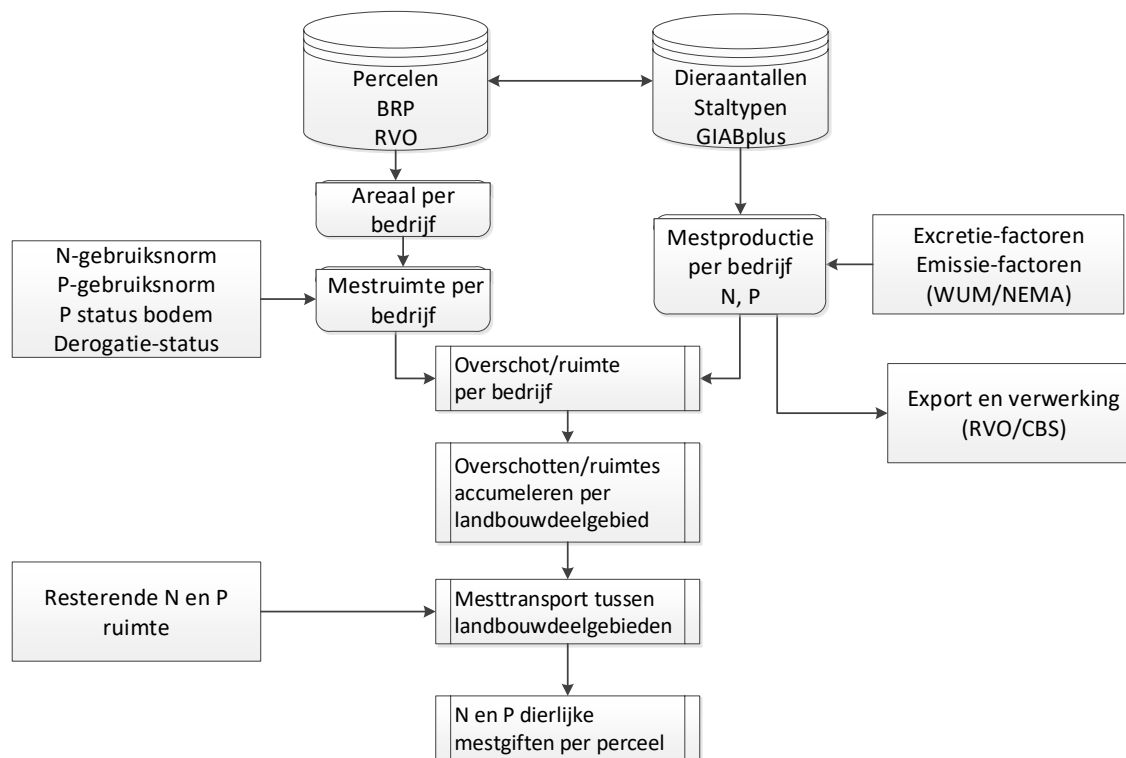 Percelen
BRP
RVO
Dieraantallen
Staltypen
GIABplus
Areaal per
bedrijf
Mestproductie
per bedrijf
N, P
Excretie-factoren
Emissie-factoren
(WUM/NEMA)
N-gebruiksnorm
P-gebruiksnorm
P status bodem
Derogatie-status
Mestruimte per
bedrijf
Overschot/ruimte
per bedrijf
Export en verwerking
(RVO/CBS)
Overschotten/ruimtes
accumeleren per
landbouwdeelgebied
Resterende N en P
ruimte
Mesttransport tussen
landbouwdeelgebieden
N en P dierlijke
mestgiften per perceel